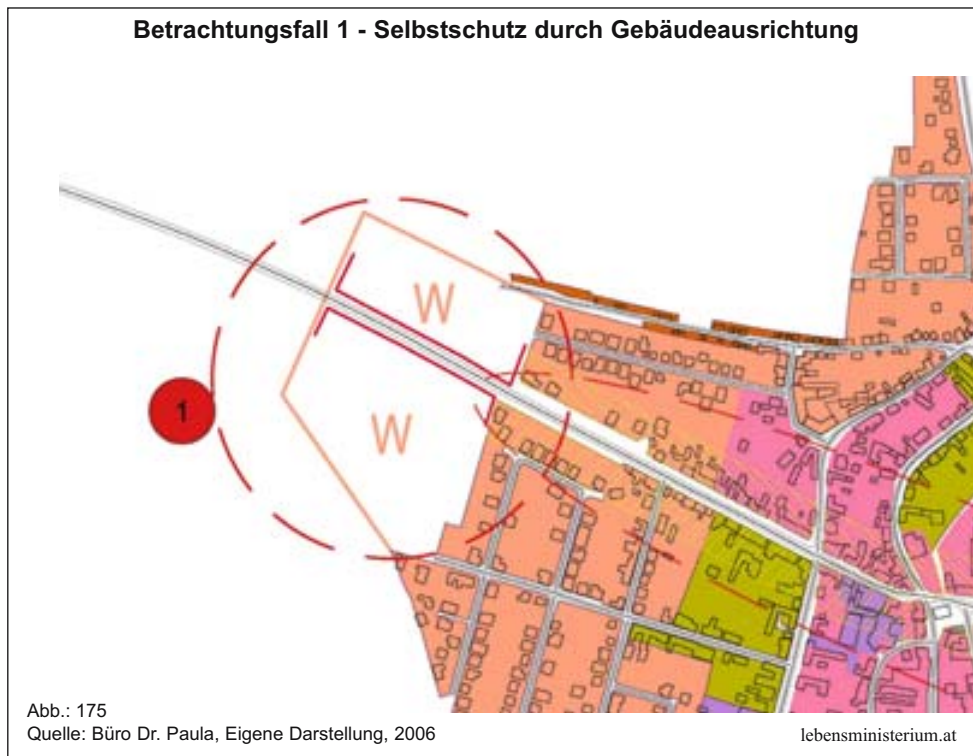 Betrachtungsfall 1 - Selbstschutz durch Gebäudeausrichtung
W
W
1
Abb.: 175
Quelle: Büro Dr. Paula, Eigene Darstellung, 2006
lebensministerium.at